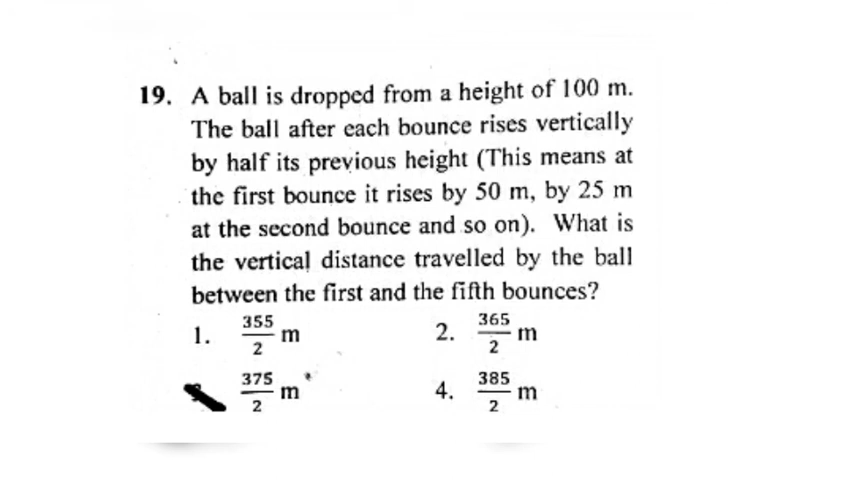 19. A ball is dropped from a height of 100 m.
The ball after each bounce rises vertically
by half its previous height (This means at
the first bounce it rises by 50 m, by 25 m
at the second bounce and so on). What is
the vertical distance travelled by the ball
between the first and the fifth bounces?
1. 355/2 m 2. 365/2 m
375/2 m 4. 385/2 m